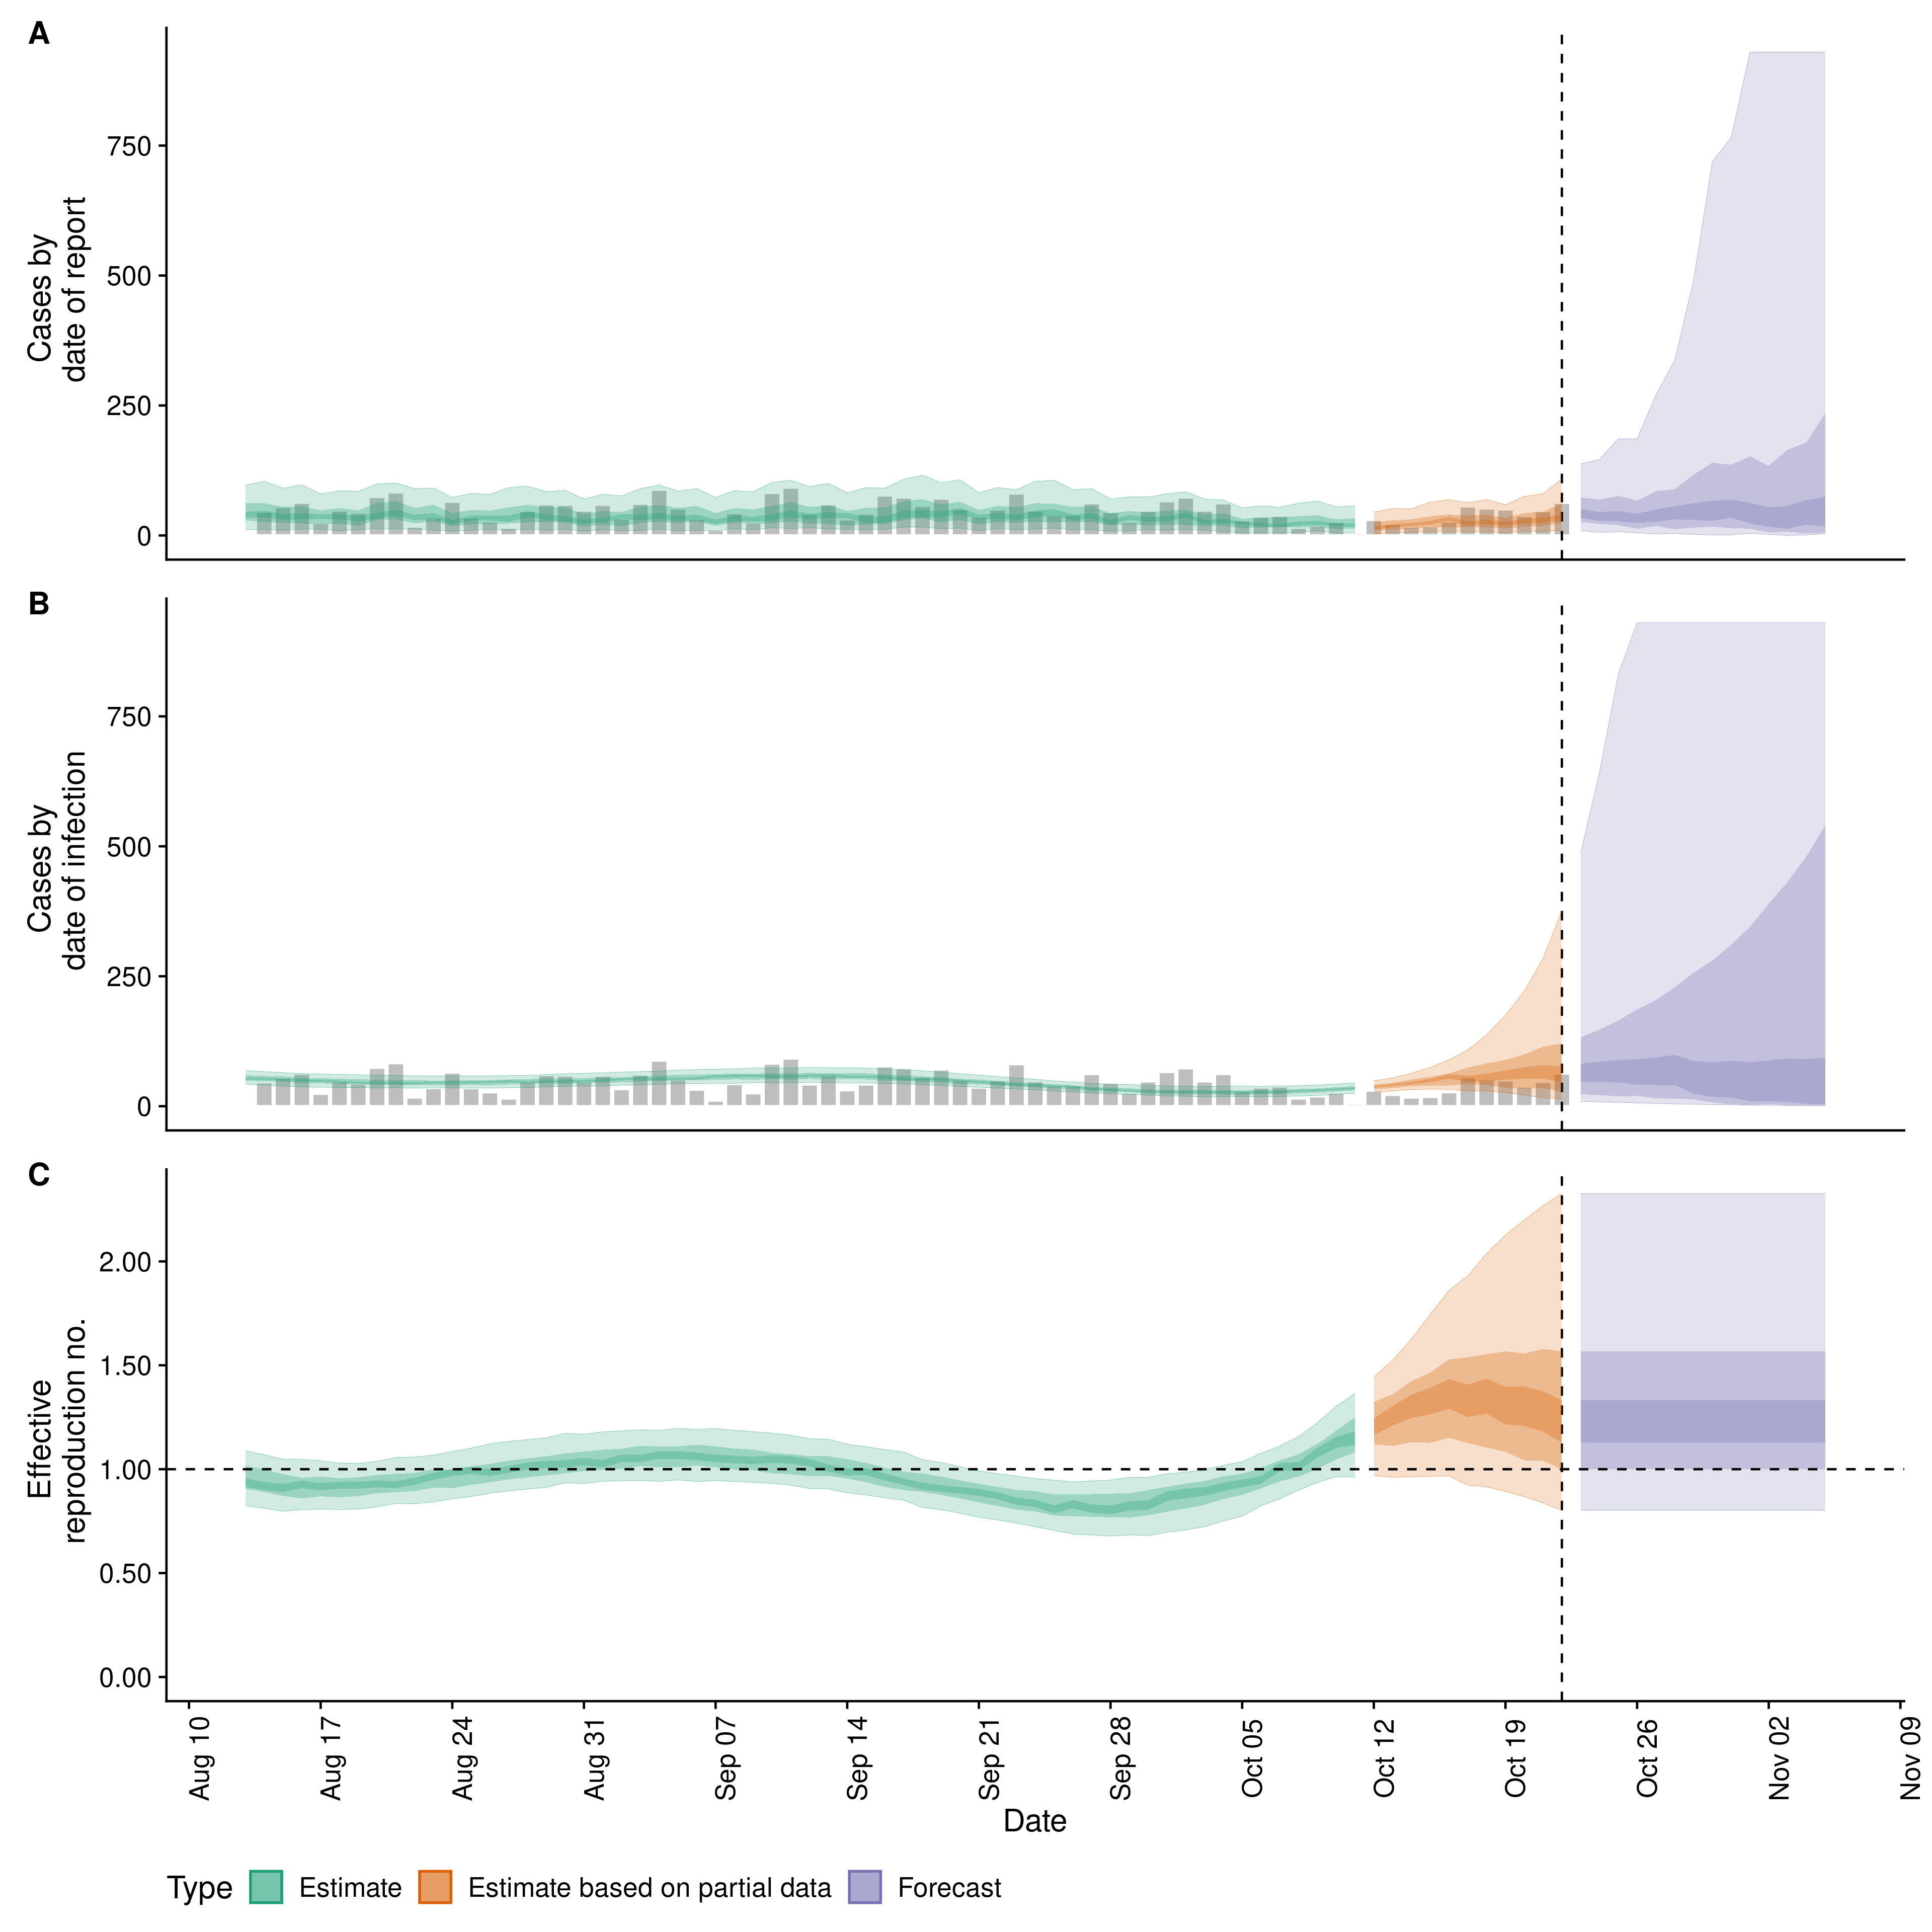 A
Cases by
date of report
750
500
250
0
B
Cases by
date of infection
750
500
250
0
C
Effective
reproduction no.
2.00
1.50
1.00
0.50
0.00
Aug 10
Aug 17
Aug 24
Aug 31
Sep 07
Sep 14
Sep 21
Sep 28
Oct 05
Oct 12
Oct 19
Oct 26
Nov 02
Nov 09
Date
Type Estimate Estimate based on partial data Forecast